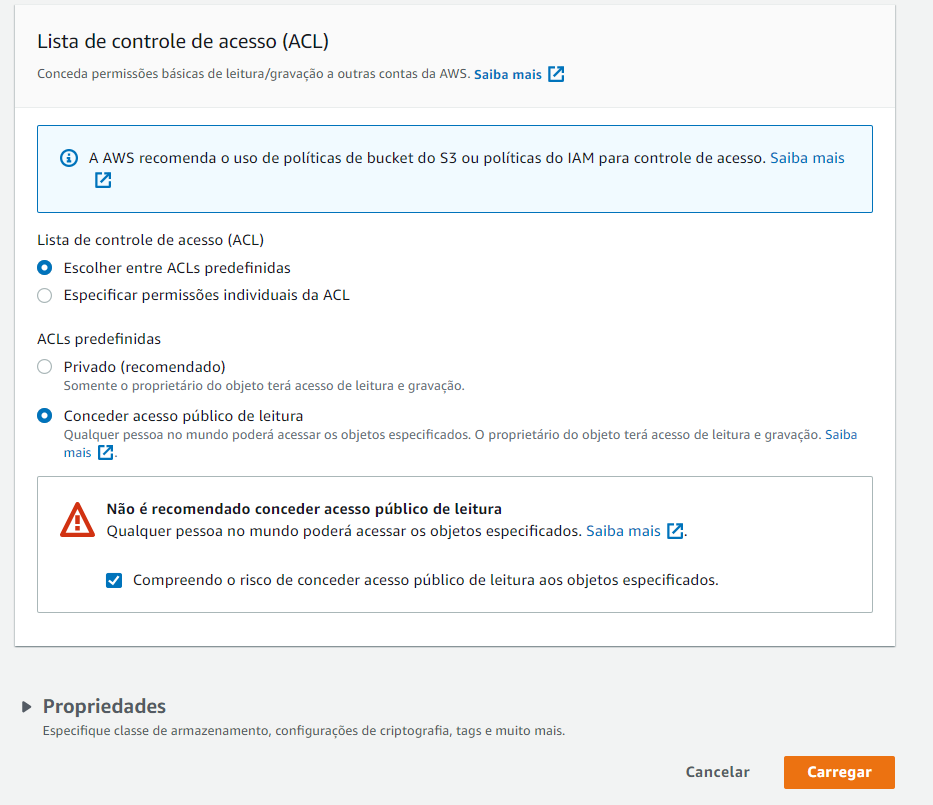 Lista de controle de acesso (ACL)
Conceda permissões básicas de leitura/gravação a outras contas da AWS. Saiba mais
A AWS recomenda o uso de políticas de bucket do S3 ou políticas do IAM para controle de acesso. Saiba mais
Lista de controle de acesso (ACL)
Escolher entre ACLs predefinidas
Especificar permissões individuais da ACL
ACLs predefinidas
Privado (recomendado)
Somente o proprietário do objeto terá acesso de leitura e gravação.
Conceder acesso público de leitura
Qualquer pessoa no mundo poderá acessar os objetos especificados. O proprietário do objeto terá acesso de leitura e gravação. Saiba
mais .
Não é recomendado conceder acesso público de leitura
Qualquer pessoa no mundo poderá acessar os objetos especificados. Saiba mais .
Compreendo o risco de conceder acesso público de leitura aos objetos especificados.
Propriedades
Especifique classe de armazenamento, configurações de criptografia, tags e muito mais.
Cancelar Carregar